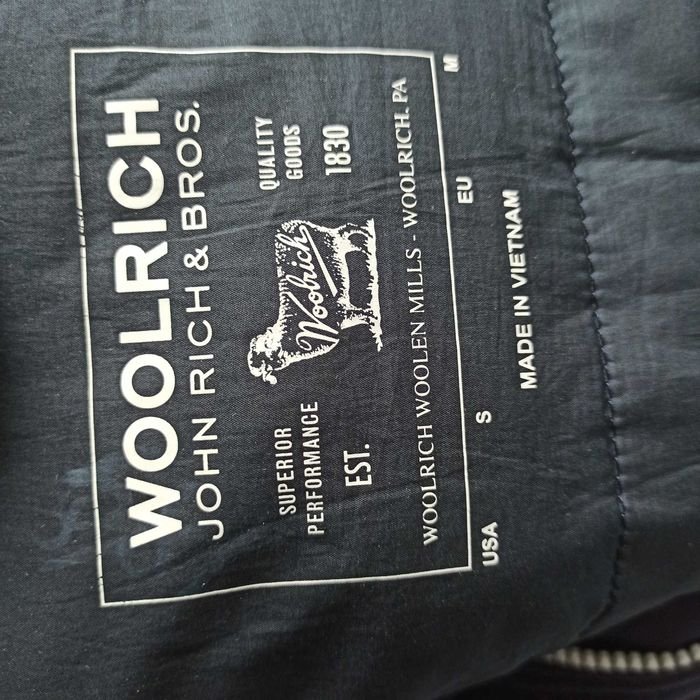 WOOLRICH
JOHN RICH & BROS.
SUPERIOR
PERFORMANCE
EST.
Woolrich
QUALITY
GOODS
1830
WOOLRICH WOOLEN MILLS - WOOLRICH, PA
USA S EU M
MADE IN VIETNAM